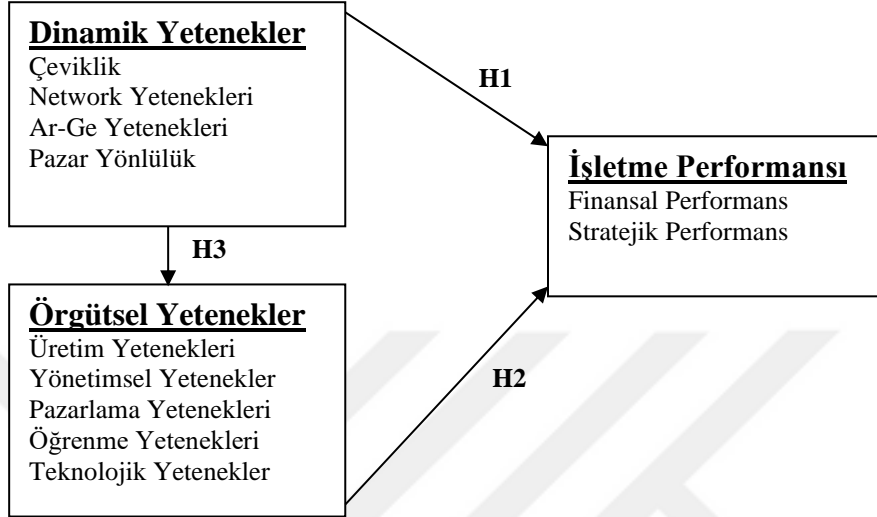 Dinamik Yetenekler
Çeviklik
Network Yetenekleri
Ar-Ge Yetenekleri
Pazar Yönlülük
H1
İşletme Performansı
Finansal Performans
Stratejik Performans
H3
Örgütsel Yetenekler
Üretim Yetenekleri
Yönetimsel Yetenekler
Pazarlama Yetenekleri
Öğrenme Yetenekleri
Teknolojik Yetenekler
H2